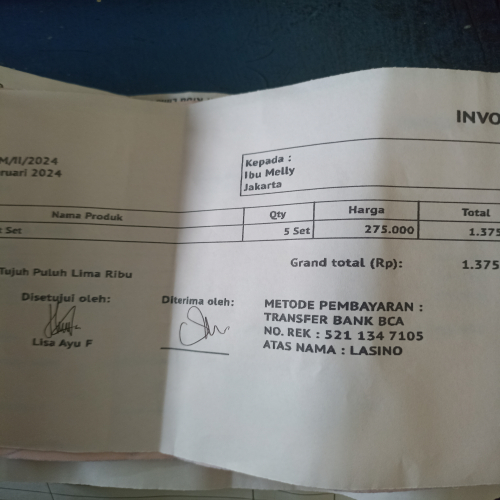 INVO
M/II/2024
ruari 2024
Kepada :
Ibu Melly
Jakarta
Nama Produk Qty Harga Total
Set 5 Set 275.000 1.375
Grand total (Rp): 1.375
Tujuh Puluh Lima Ribu
Disetujui oleh: Diterima oleh:
Lisa Ayu F
METODE PEMBAYARAN :
TRANSFER BANK BCA
NO. REK : 521 134 7105
ATAS NAMA : LASINO